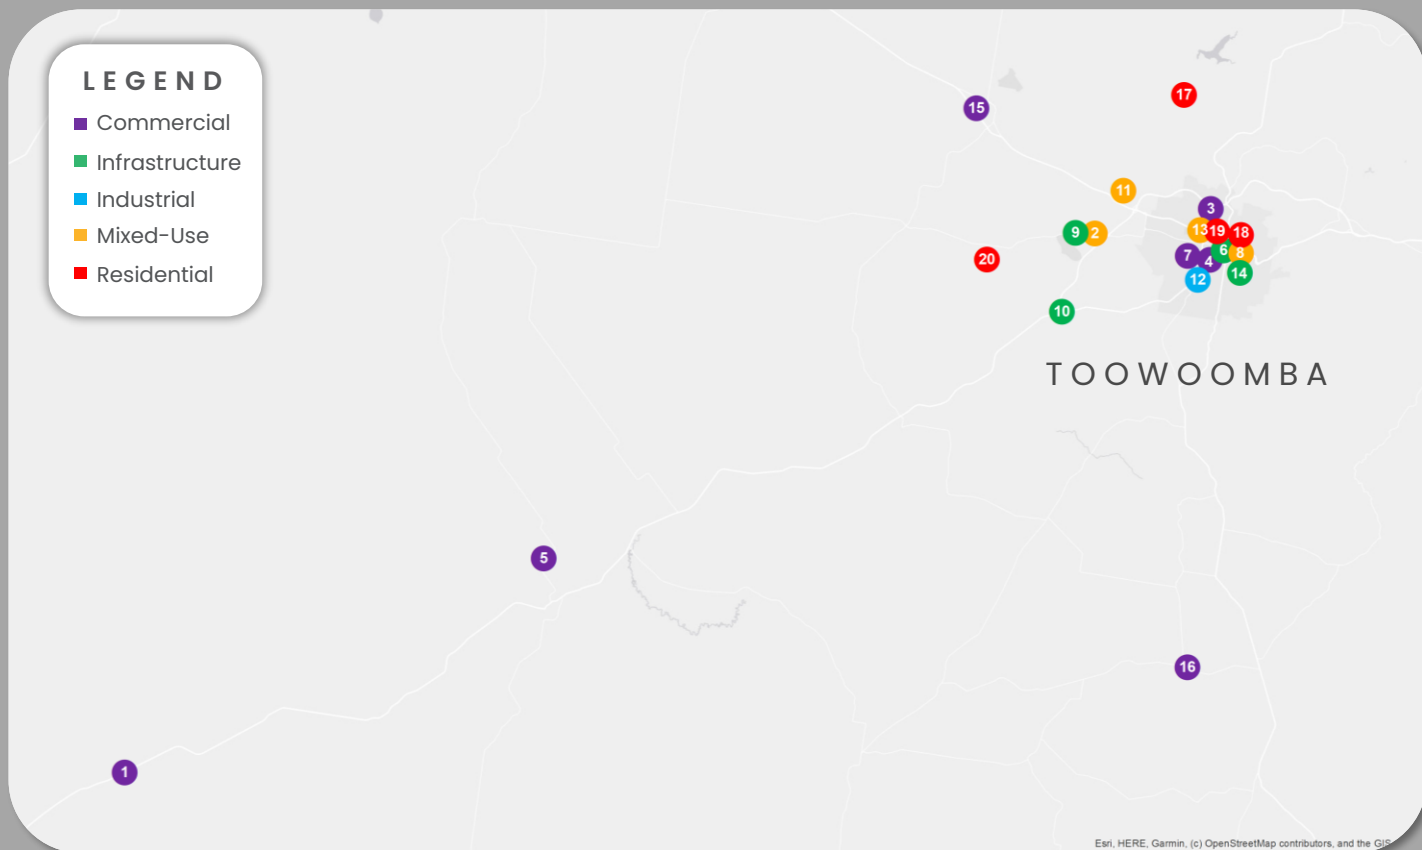 LEGEND
Commercial
Infrastructure
Industrial
Mixed-Use
Residential
17
15
11
3
13
19
18
9
2
6
8
7
4
20
14
12
10
TOOWOOMBA
5
16
1
Esri, HERE, Garmin, (c) OpenStreetMap contributors, and the GIS